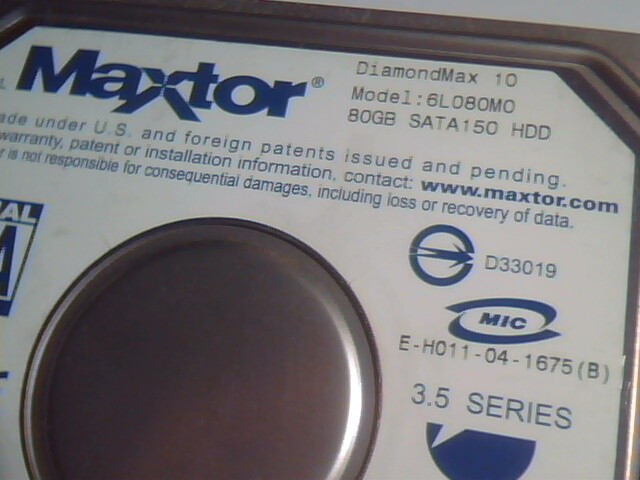 Maxtor®
DiamondMax 10
Model:6L080M0
80GB SATA150 HDD
ade under U.S. and foreign patents issued and pending.
warranty, patent or installation information, contact: www.maxtor.com
r is not responsible for consequential damages, including loss or recovery of data.
AL
A
D33019
MIC
E-H011-04-1675(B)
3.5 SERIES